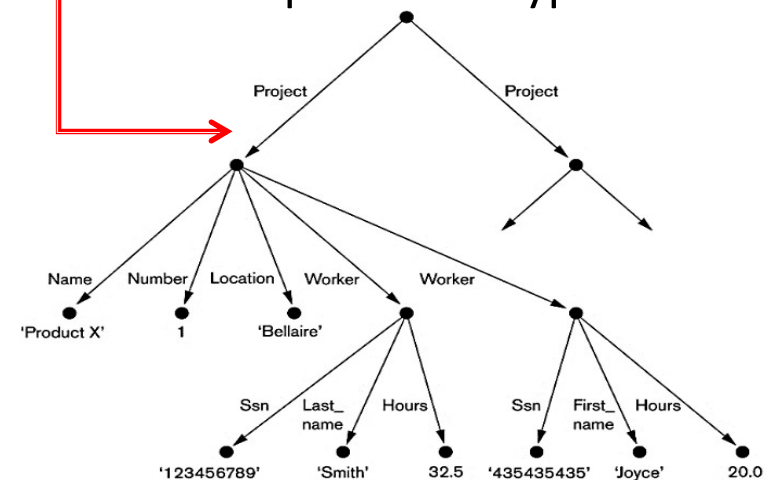 Project
Project
Name
Number
Location
Worker
Worker
'Product X'
1
'Bellaire'
Ssn
Last_
name
Hours
Ssn
First_
name
Hours
'123456789'
'Smith'
32.5
'435435435'
'Joyce'
20.0